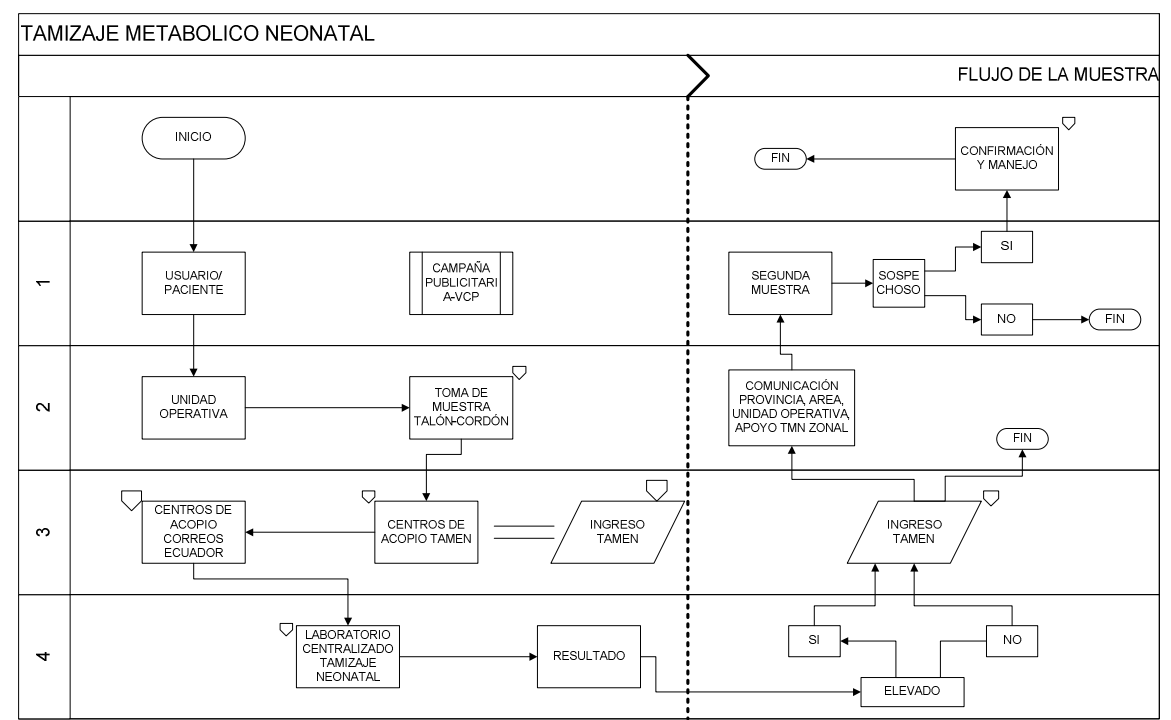 TAMIZAJE METABOLICO NEONATAL
FLUJO DE LA MUESTRA
INICIO
FIN
CONFIRMACIÓN
Y MANEJO
1
USUARIO/
PACIENTE
CAMPAÑA
PUBLICITARI
A-VCP
SEGUNDA
MUESTRA
SOSPE
CHOSO
SI
NO
FIN
2
UNIDAD
OPERATIVA
TOMA DE
MUESTRA
TALÓN-CORDÓN
COMUNICACIÓN
PROVINCIA, AREA,
UNIDAD OPERATIVA,
APOYO TMN ZONAL
FIN
3
CENTROS DE
ACOPIO
CORREOS
ECUADOR
CENTROS DE
ACOPIO TAMEN
INGRESO
TAMEN
INGRESO
TAMEN
4
LABORATORIO
CENTRALIZADO
TAMIZAJE
NEONATAL
RESULTADO
SI
NO
ELEVADO